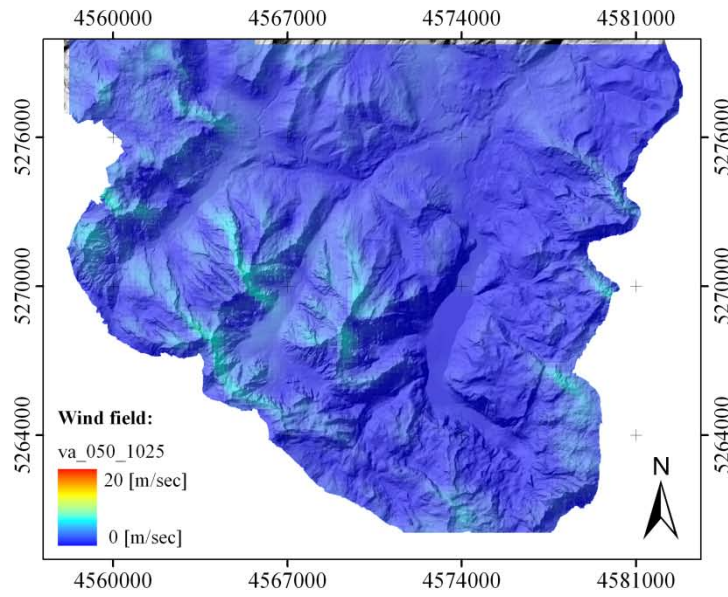 4560000 4567000 4574000 4581000
5276000 5276000
5270000 5270000
5264000 5264000
Wind field:
va_050_1025
20 [m/sec]
0 [m/sec]
N
4560000 4567000 4574000 4581000